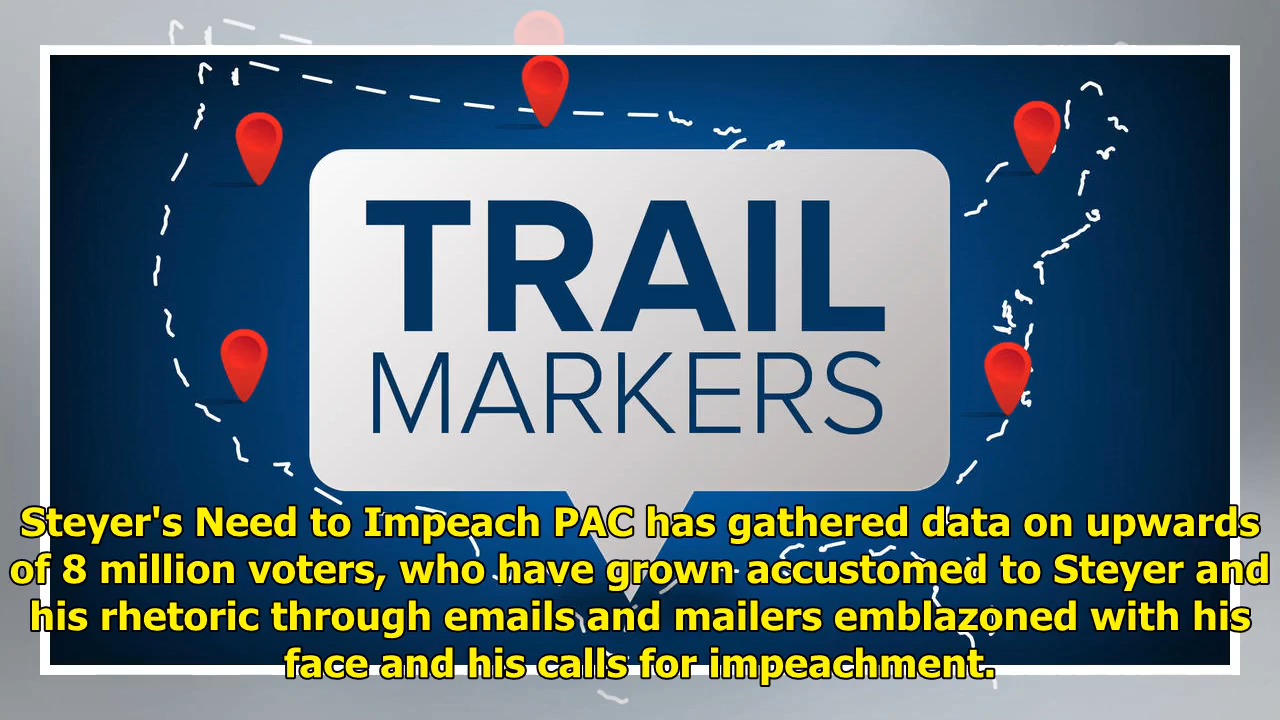 TRAIL
MARKERS
Steyer's Need to Impeach PAC has gathered data on upwards
of 8 million voters, who have grown accustomed to Steyer and
his rhetoric through emails and mailers emblazoned with his
face and his calls for impeachment.